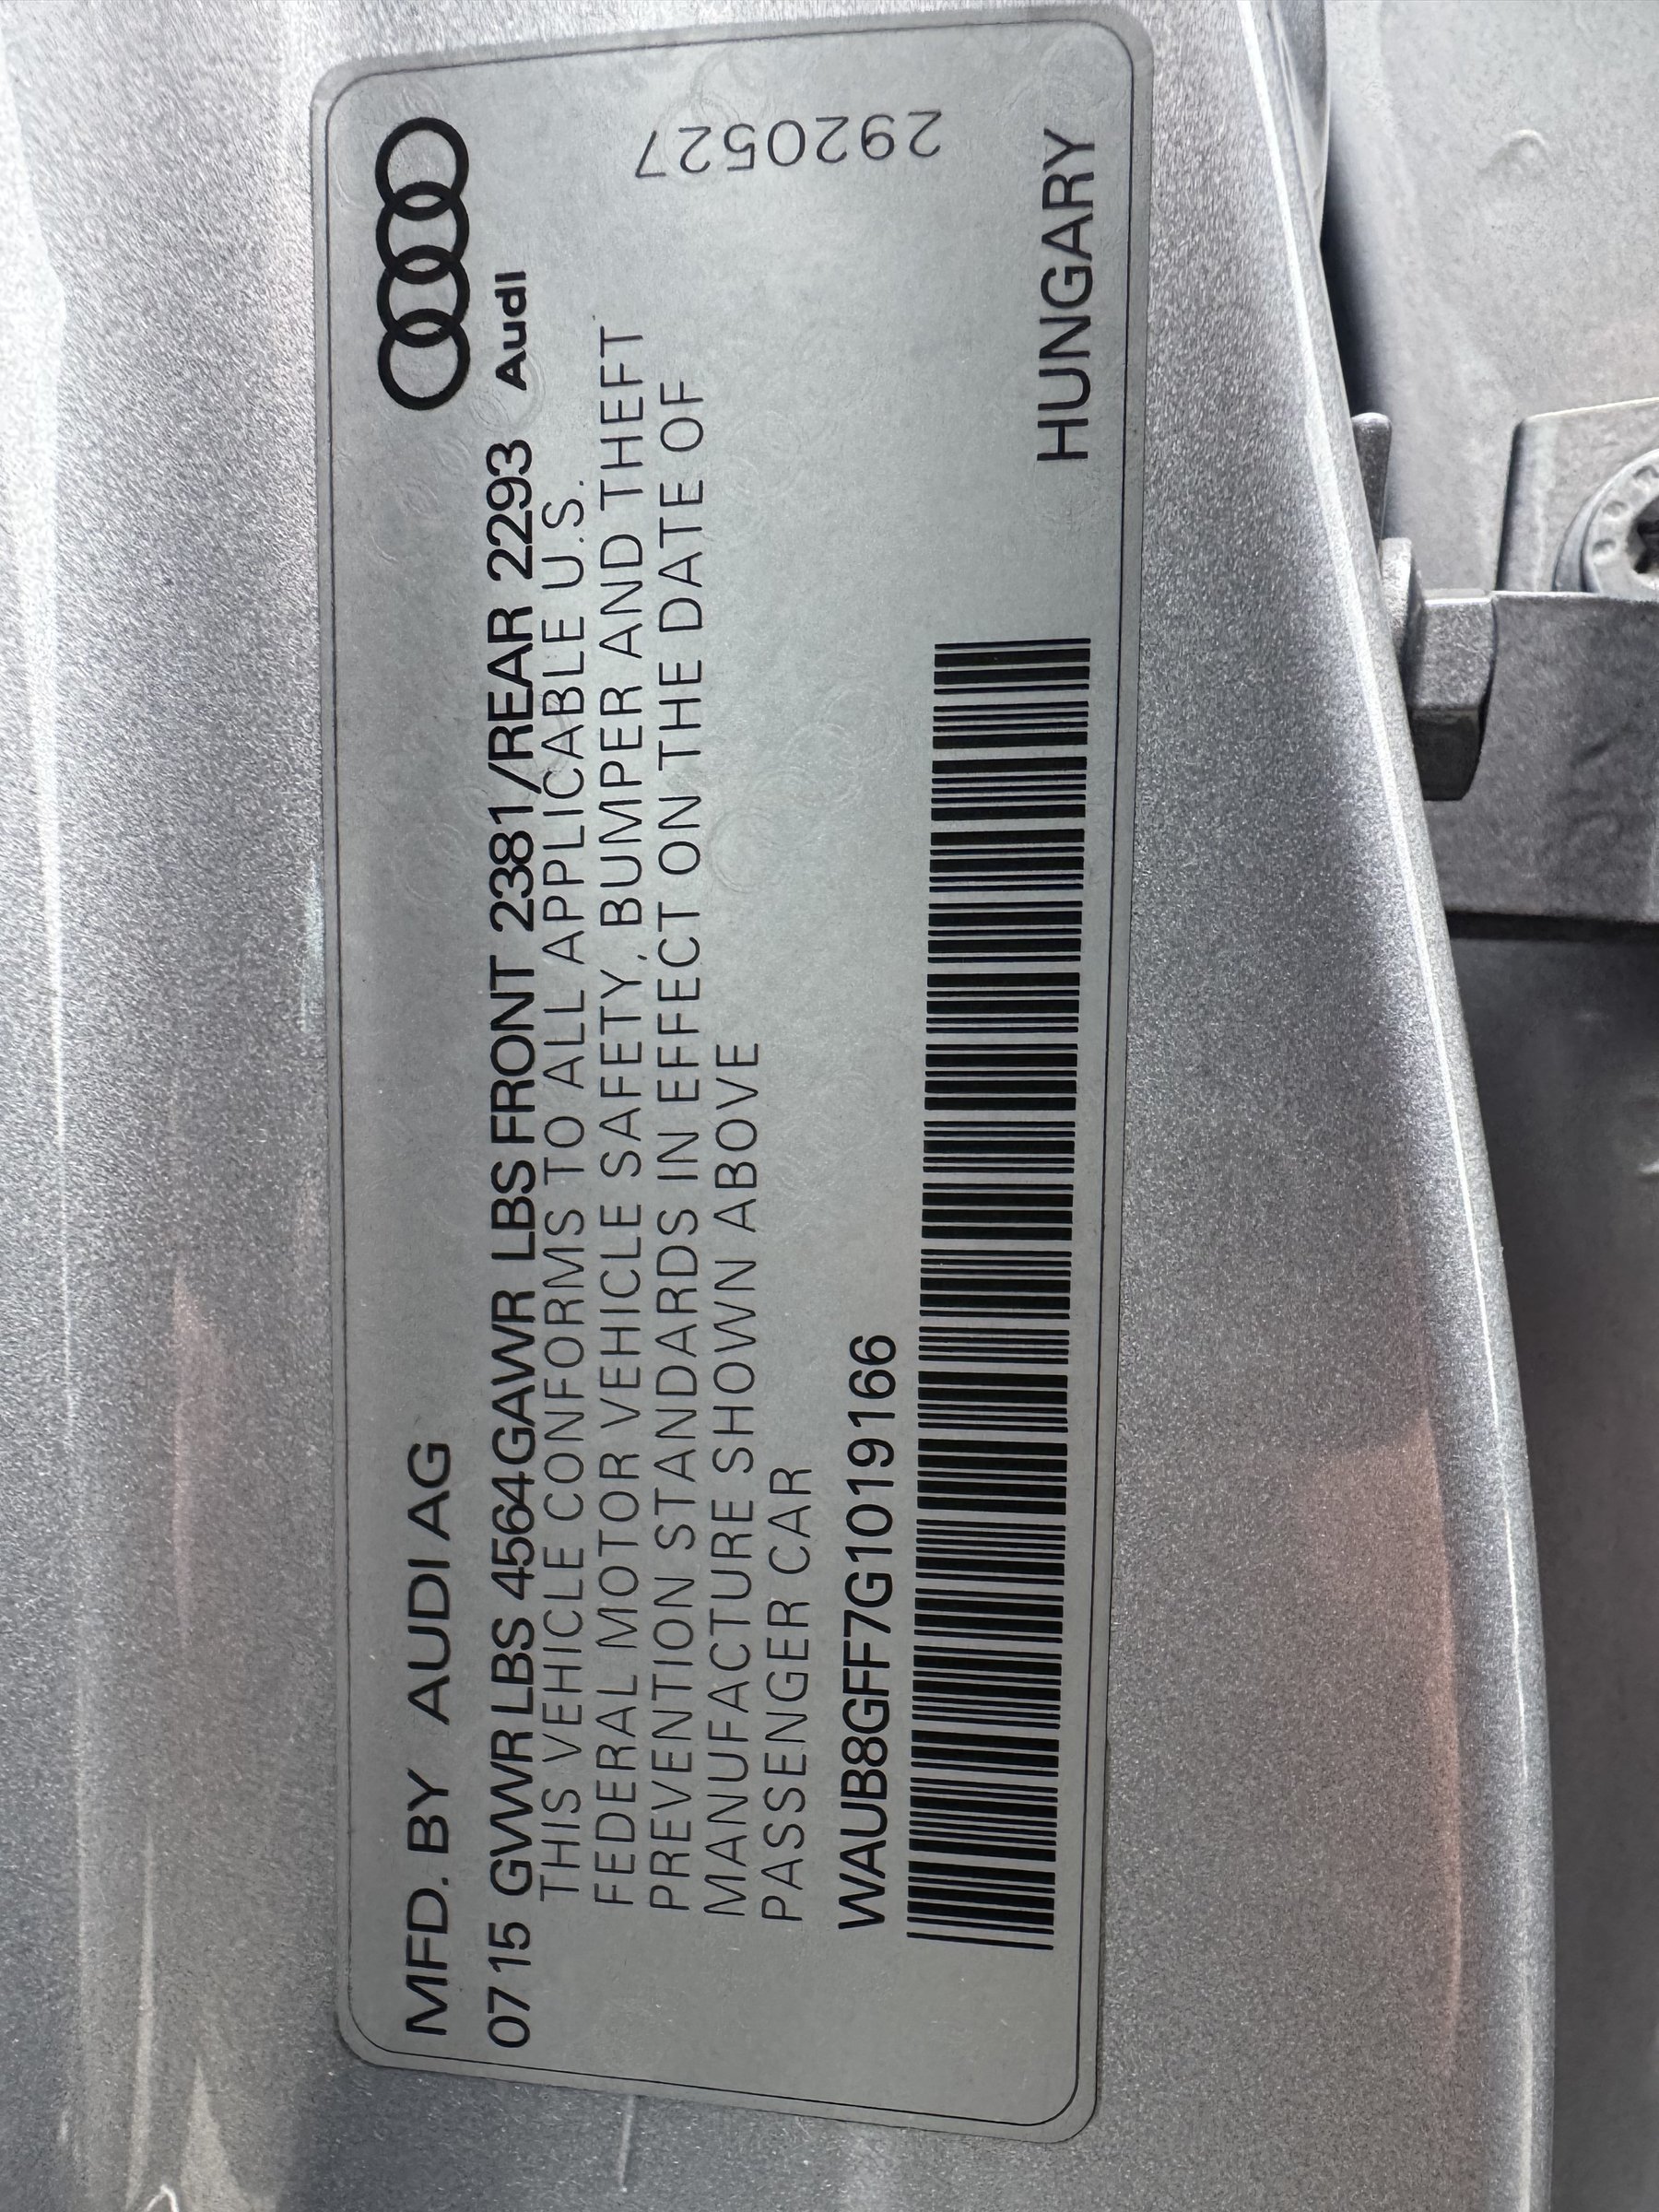 MFD. BY AUDI AG
Audi
07 15 GVWR LBS 4564 GAWR LBS FRONT 2381/REAR 2293
THIS VEHICLE CONFORMS TO ALL APPLICABLE U.S.
FEDERAL MOTOR VEHICLE SAFETY, BUMPER AND THEFT
PREVENTION STANDARDS IN EFFECT ON THE DATE OF
MANUFACTURE SHOWN ABOVE
PASSENGER CAR
2920527
WAUB8GFF7G1019166
HUNGARY